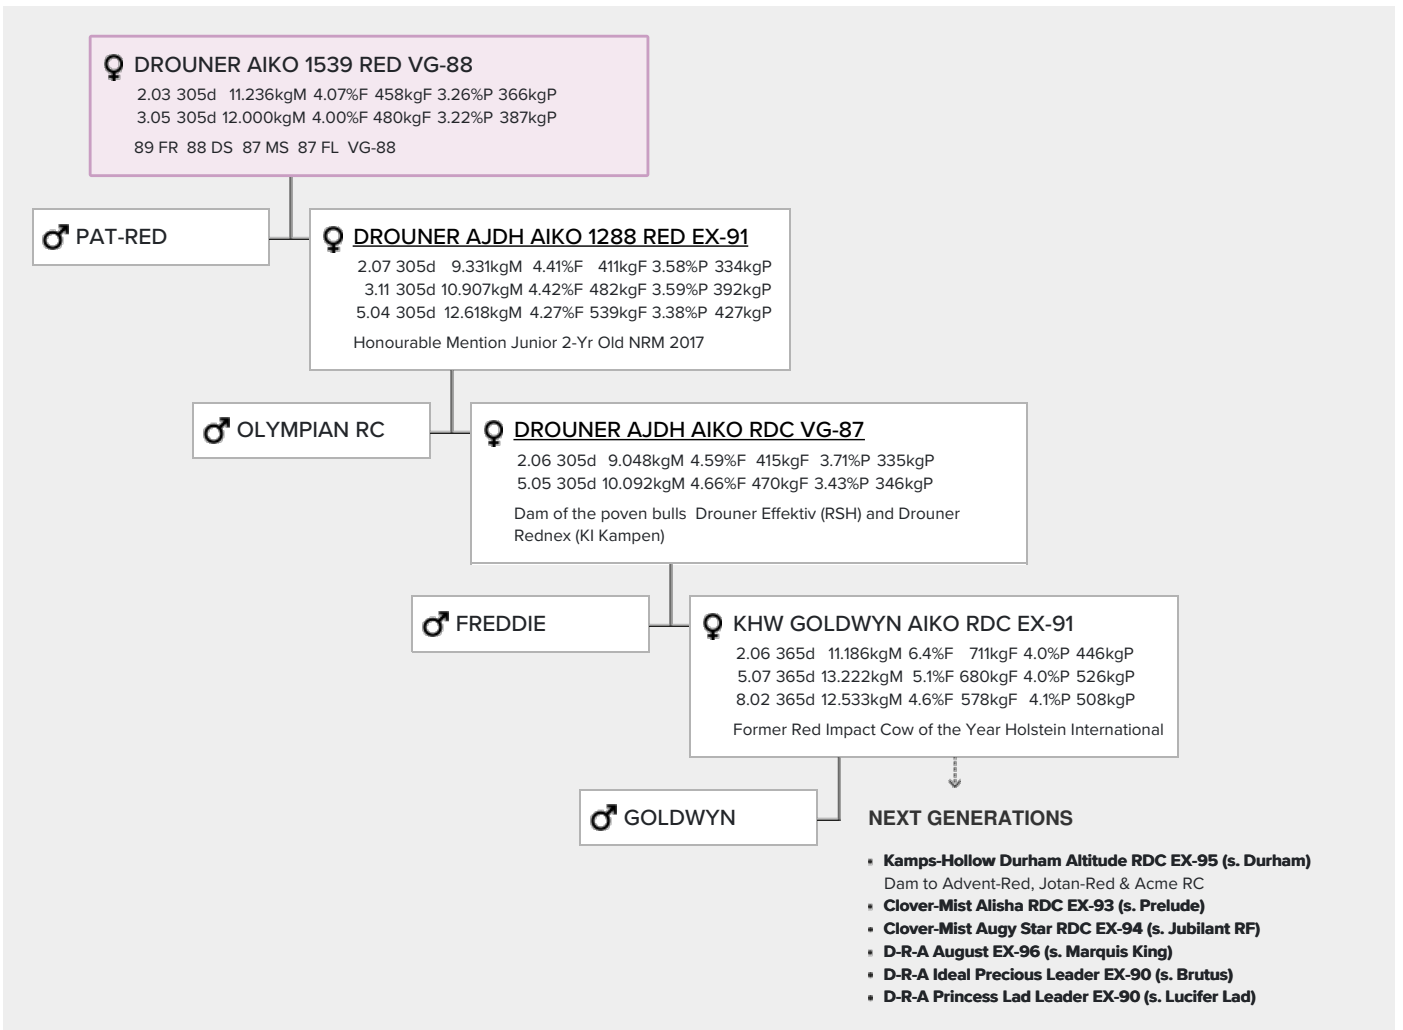 DROUNER AIKO 1539 RED VG-88
2.03 305d 11.236kgM 4.07%F 458kgF 3.26%P 366kgP
3.05 305d 12.000kgM 4.00%F 480kgF 3.22%P 387kgP
89 FR 88 DS 87 MS 87 FL VG-88
PAT-RED
DROUNER AJDH AIKO 1288 RED EX-91
2.07 305d 9.331kgM 4.41%F 411kgF 3.58%P 334kgP
3.11 305d 10.907kgM 4.42%F 482kgF 3.59%P 392kgP
5.04 305d 12.618kgM 4.27%F 539kgF 3.38%P 427kgP
Honourable Mention Junior 2-Yr Old NRM 2017
OLYMPIAN RC
DROUNER AJDH AIKO RDC VG-87
2.06 305d 9.048kgM 4.59%F 415kgF 3.71%P 335kgP
5.05 305d 10.092kgM 4.66%F 470kgF 3.43%P 346kgP
Dam of the poven bulls Drouner Effektiv (RSH) and Drouner
Rednex (KI Kampen)
FREDDIE
KHW GOLDWYN AIKO RDC EX-91
2.06 365d 11.186kgM 6.4%F 711kgF 4.0%P 446kgP
5.07 365d 13.222kgM 5.1%F 680kgF 4.0%P 526kgP
8.02 365d 12.533kgM 4.6%F 578kgF 4.1%P 508kgP
Former Red Impact Cow of the Year Holstein International
GOLDWYN
NEXT GENERATIONS
Kamps-Hollow Durham Altitude RDC EX-95 (s. Durham)
Dam to Advent-Red, Jotan-Red & Acme RC
Clover-Mist Alisha RDC EX-93 (s. Prelude)
Clover-Mist Augy Star RDC EX-94 (s. Jubilant RF)
D-R-A August EX-96 (s. Marquis King)
D-R-A Ideal Precious Leader EX-90 (s. Brutus)
D-R-A Princess Lad Leader EX-90 (s. Lucifer Lad)